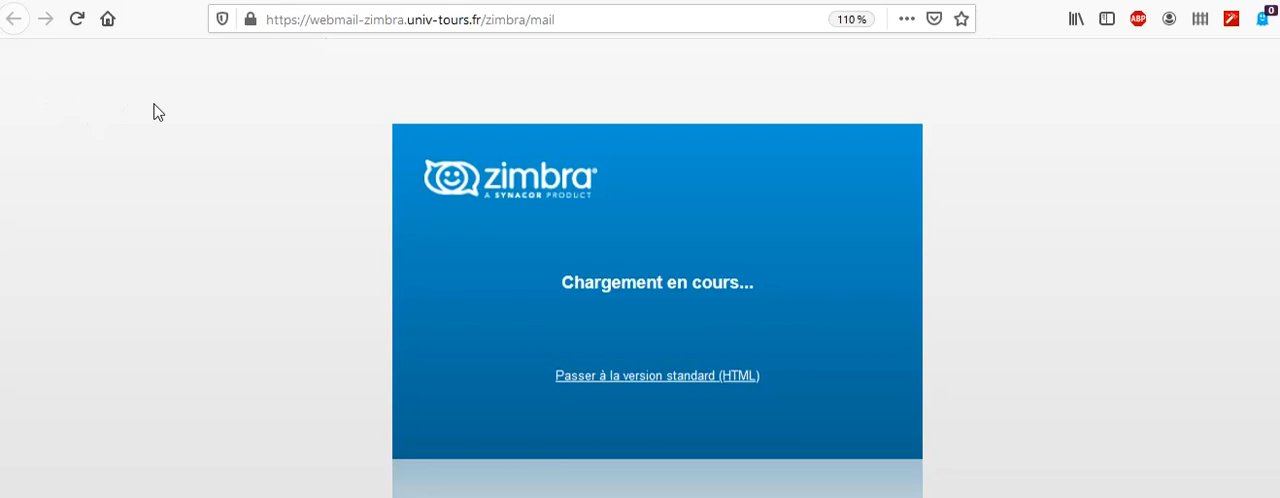 https://webmail-zimbra.univ-tours.fr/zimbra/mail
110 %
ABP
0
zimbra®
A SYNACOR PRODUCT
Chargement en cours...
Passer à la version standard (HTML)